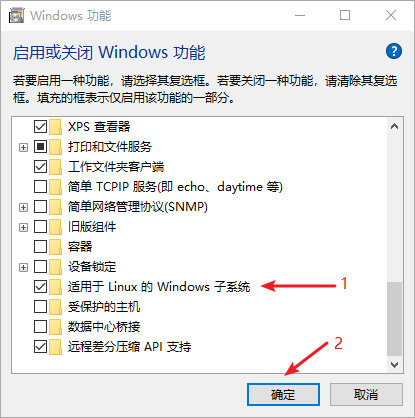 Windows 功能
启用或关闭 Windows 功能
若要启用一种功能，请选择其复选框。若要关闭一种功能，请清除其复选
框。填充的框表示仅启用该功能的一部分。
XPS 查看器
打印和文件服务
工作文件夹客户端
简单 TCPIP 服务(即 echo、daytime 等)
简单网络管理协议(SNMP)
旧版组件
容器
设备锁定
适用于 Linux 的 Windows 子系统
1
受保护的主机
数据中心桥接
远程差分压缩 API 支持
2
确定
取消